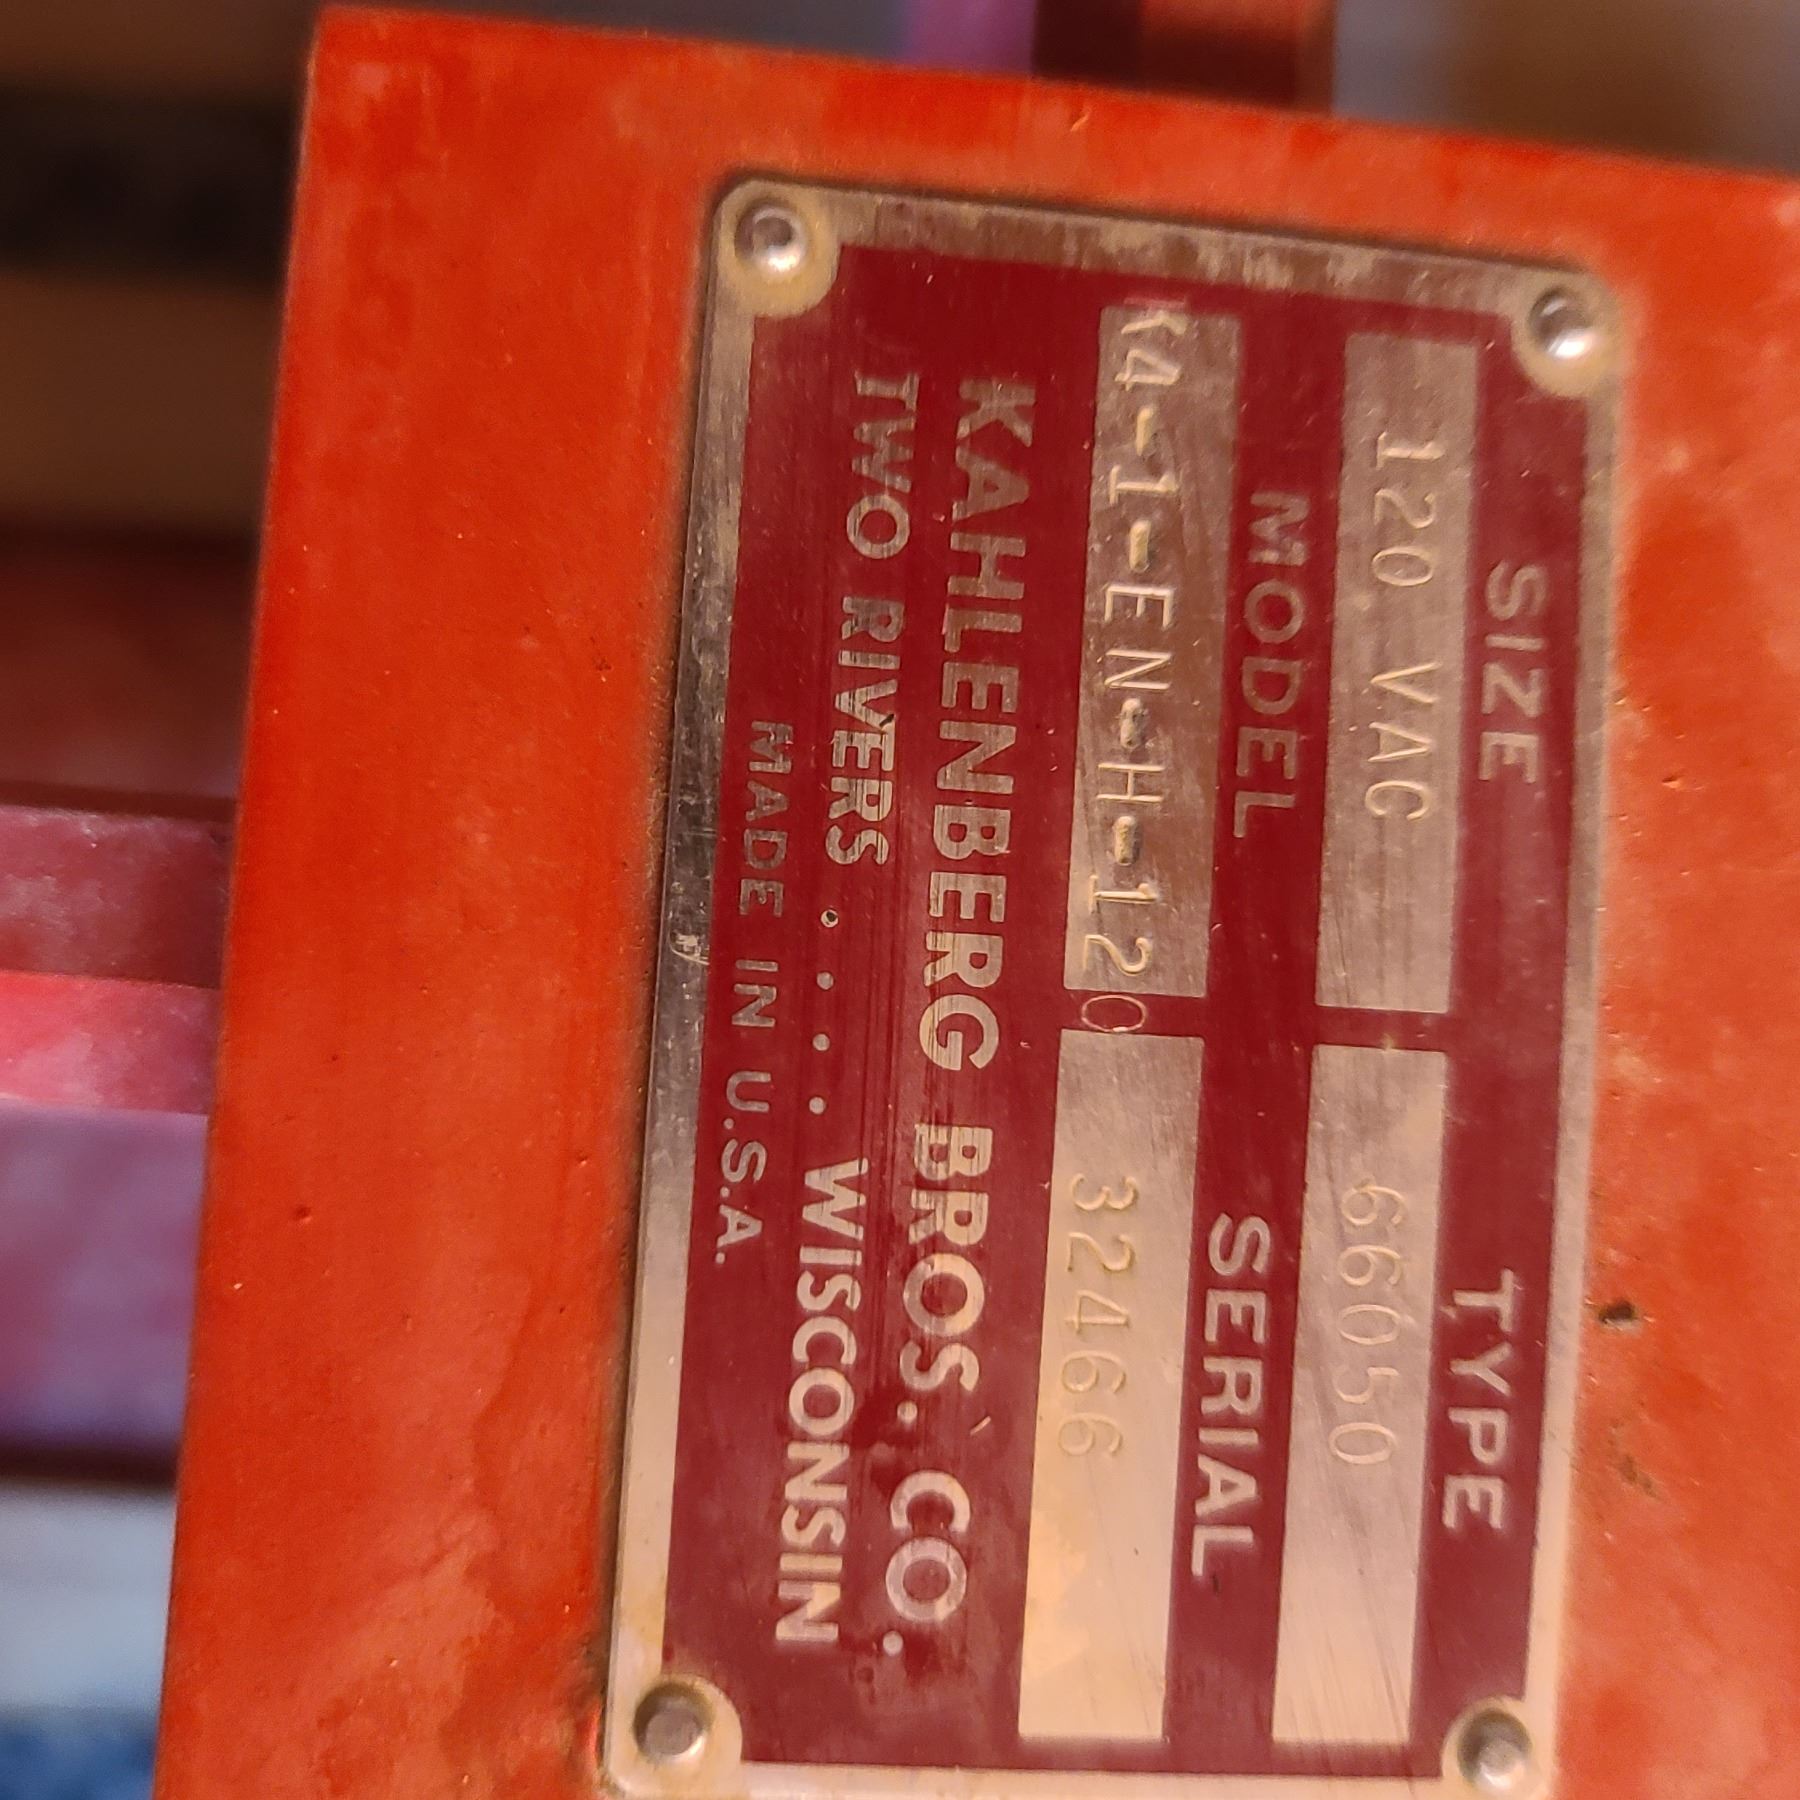 SIZE TYPE
120 VAC 66050
MODEL SERIAL
K4-1-EN-H-120 32466
KAHLENBERG BROS. CO.
TWO RIVERS .... WISCONSIN
MADE IN U.S.A.